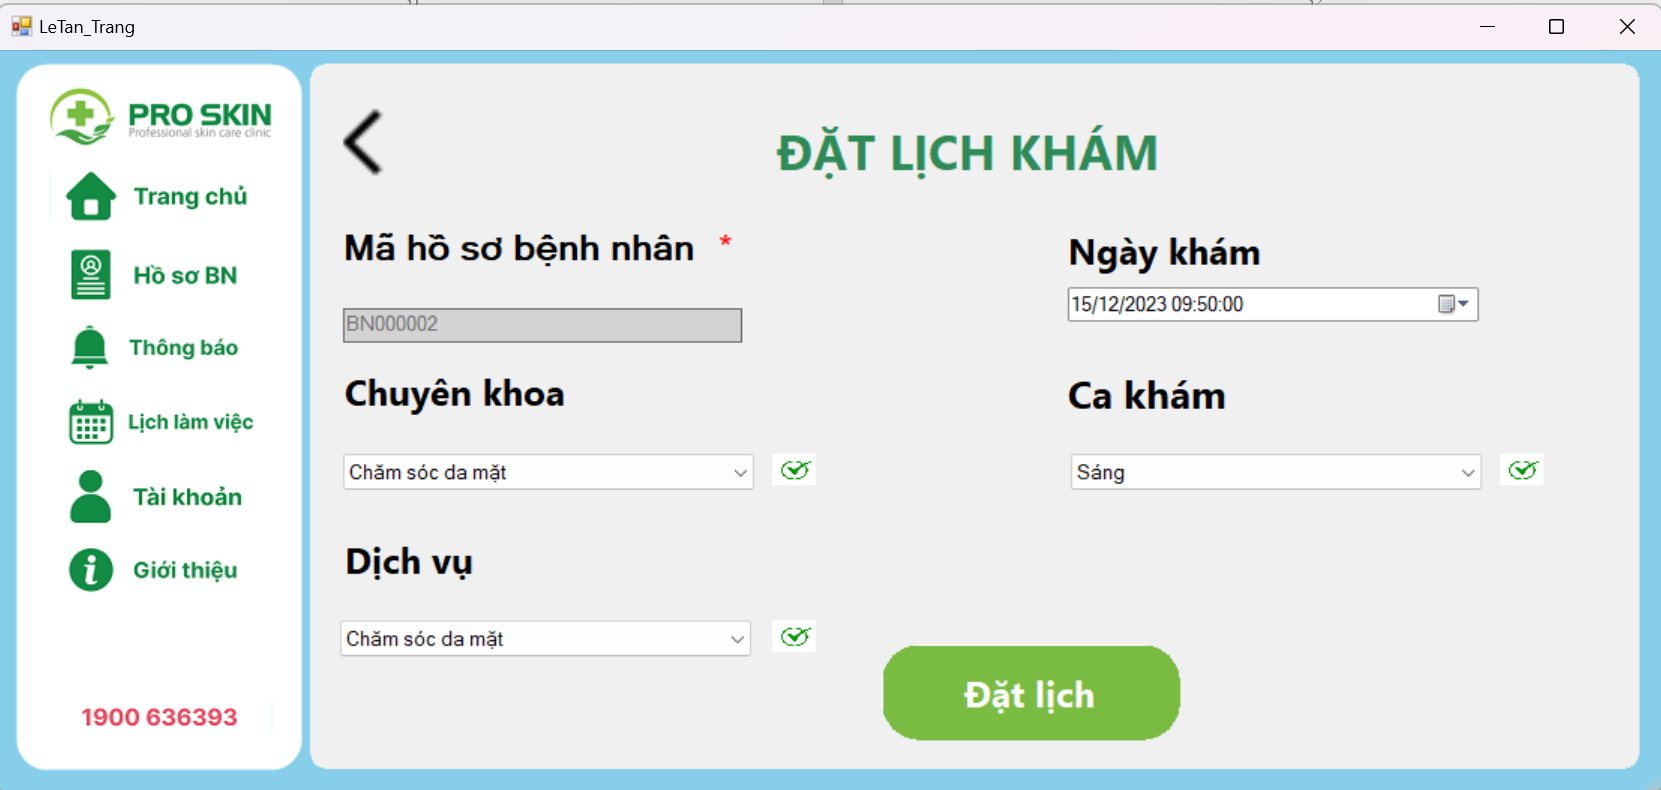 LeTan_Trang
PRO SKIN
Professional skin care clinic
Trang chủ
Hồ sơ BN
Thông báo
Lịch làm việc
Tài khoản
Giới thiệu
1900 636393
ĐẶT LỊCH KHÁM
Mã hồ sơ bệnh nhân *
BN000002
Ngày khám
15/12/2023 09:50:00
Chuyên khoa
Chăm sóc da mặt
Ca khám
Sáng
Dịch vụ
Chăm sóc da mặt
Đặt lịch